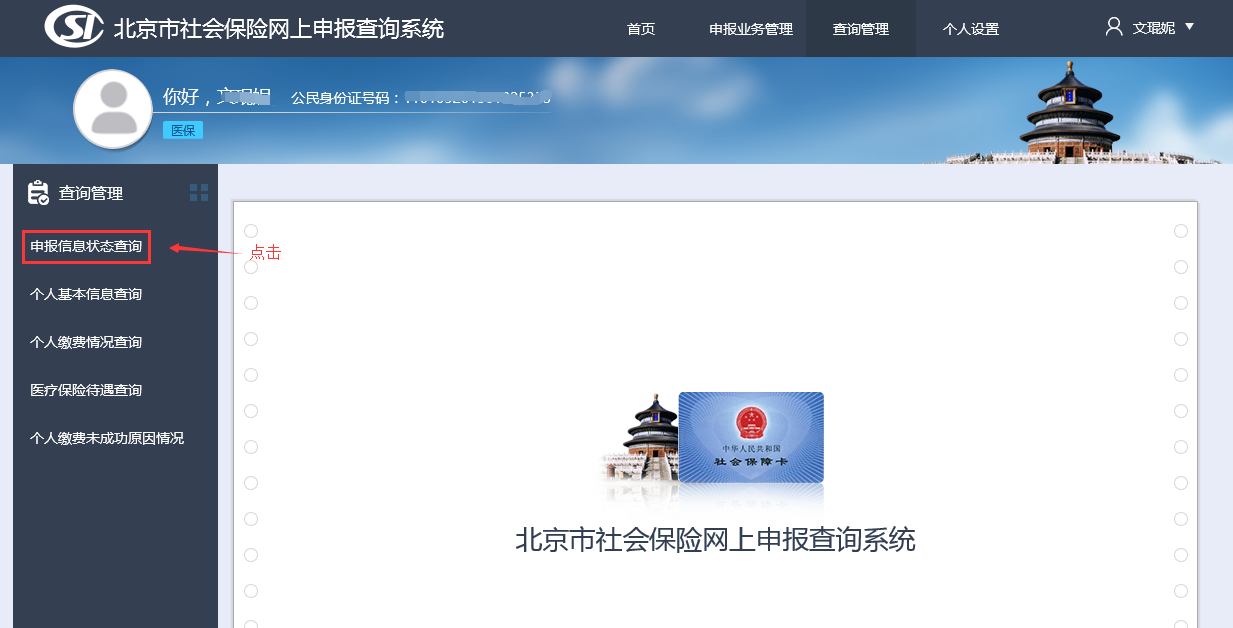 北京市社会保险网上申报查询系统
首页 申报业务管理 查询管理 个人设置 文琨妮
你好， 公民身份证号码：
医保
查询管理
申报信息状态查询
点击
个人基本信息查询
个人缴费情况查询
医疗保险待遇查询
个人缴费未成功原因情况
中华人民共和国
社会保障卡
北京市社会保险网上申报查询系统